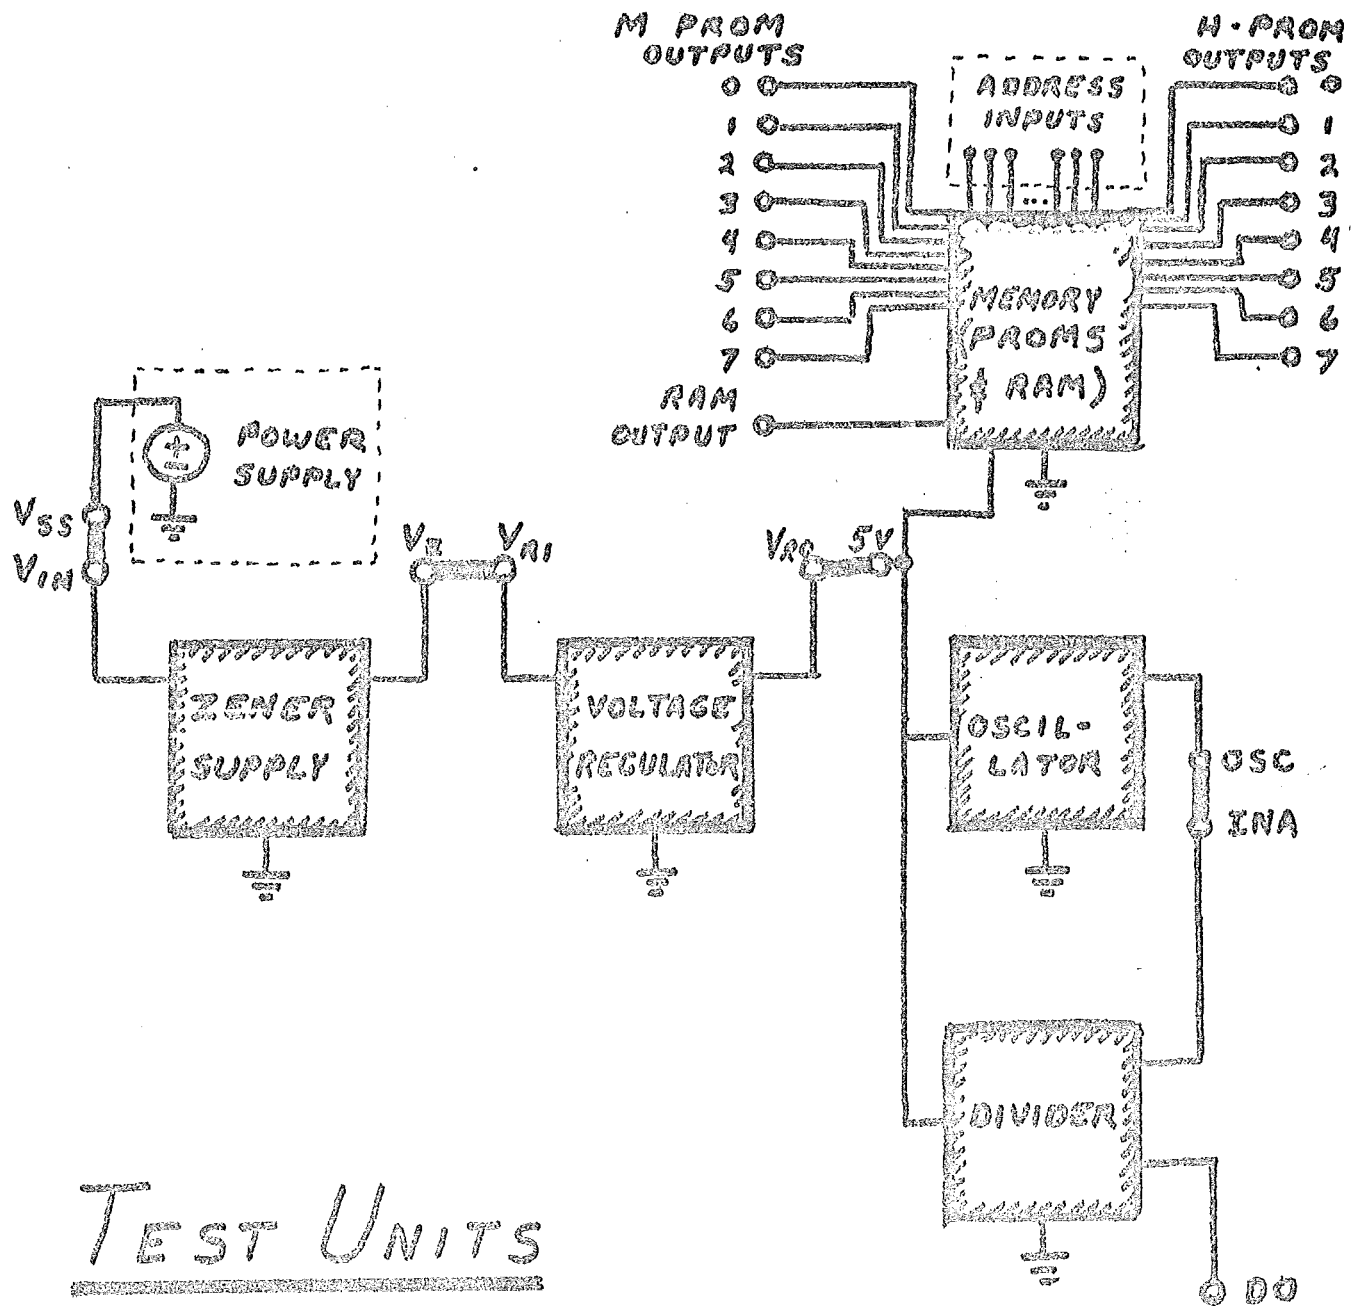 M PROM
OUTPUTS
0
1
2
3
4
5
6
7
RAM
OUTPUT
ADDRESS
INPUTS
...
H-PROM
OUTPUTS
0
1
2
3
4
5
6
7
MEMORY
(PROMS
& RAM)
POWER
SUPPLY
+
-
VSS
VIN
VZ
VRI
VRO
5V
ZENER
SUPPLY
VOLTAGE
REGULATOR
OSCIL-
LATOR
OSC
INA
DIVIDER
DO
TEST UNITS